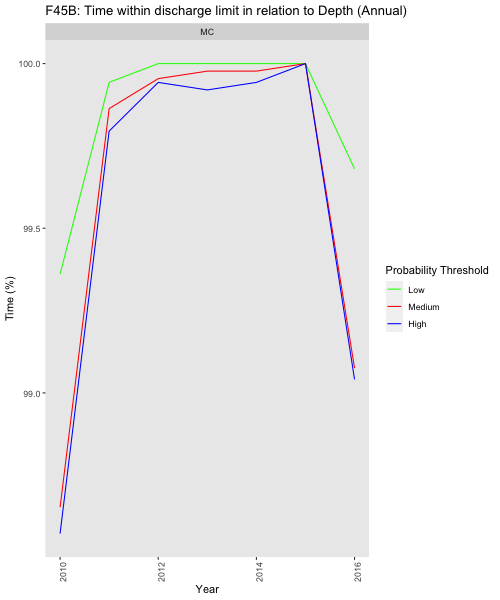 F45B: Time within discharge limit in relation to Depth (Annual)
MC
100.0
99.5
99.0
Time (%)
2010
2012
2014
2016
Year
Probability Threshold
Low
Medium
High